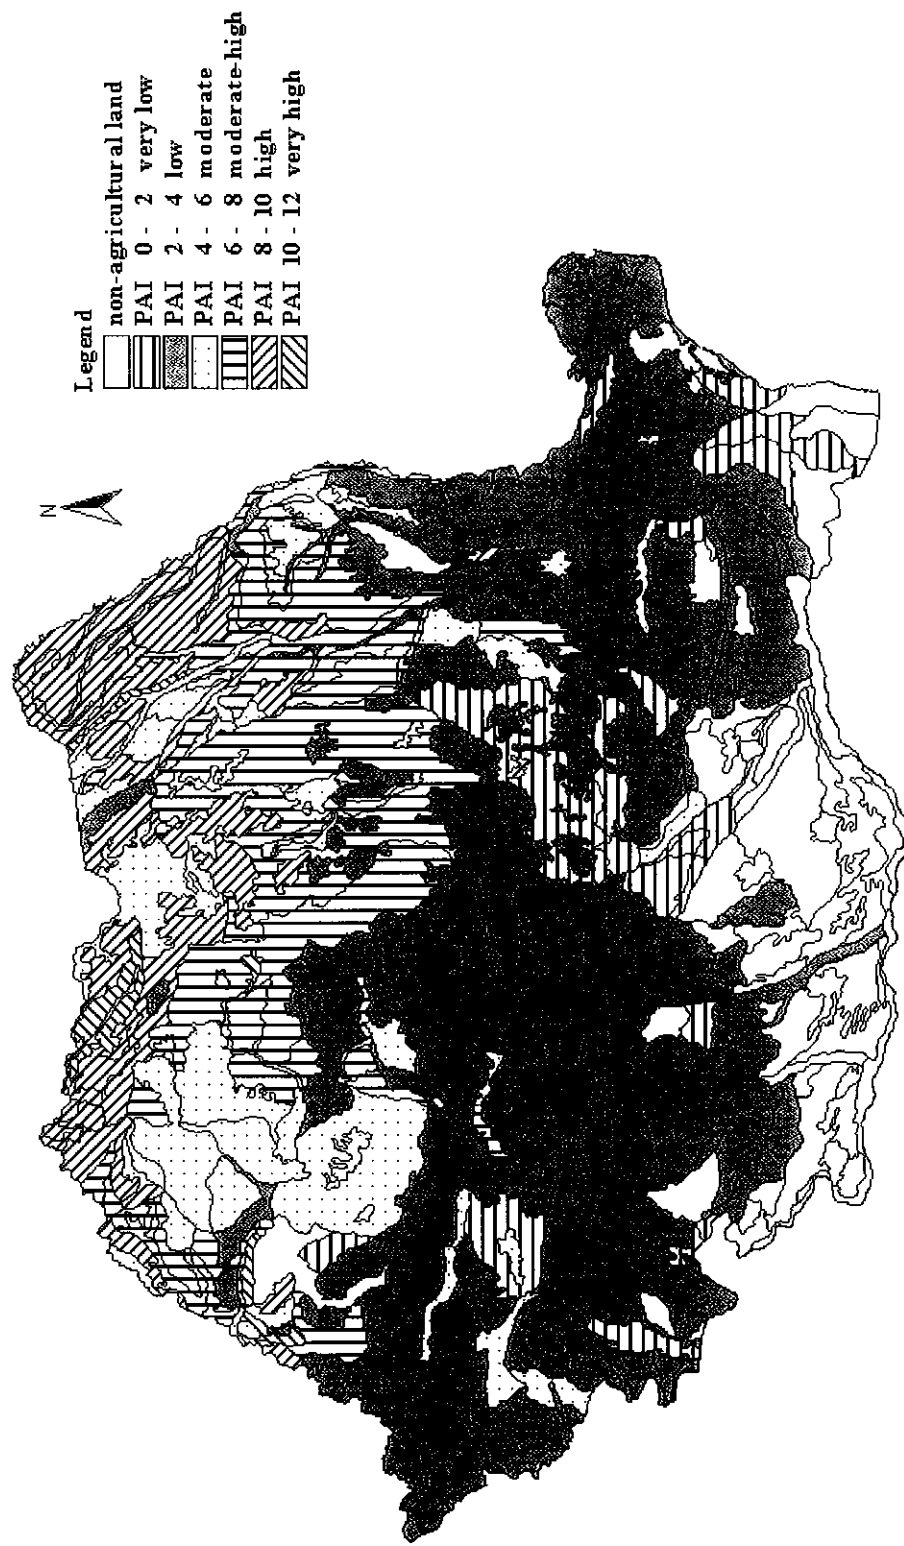 Legend
non-agricultural land
PAI 0 - 2 very low
PAI 2 - 4 low
PAI 4 - 6 moderate
PAI 6 - 8 moderate-high
PAI 8 - 10 high
PAI 10 - 12 very high
N